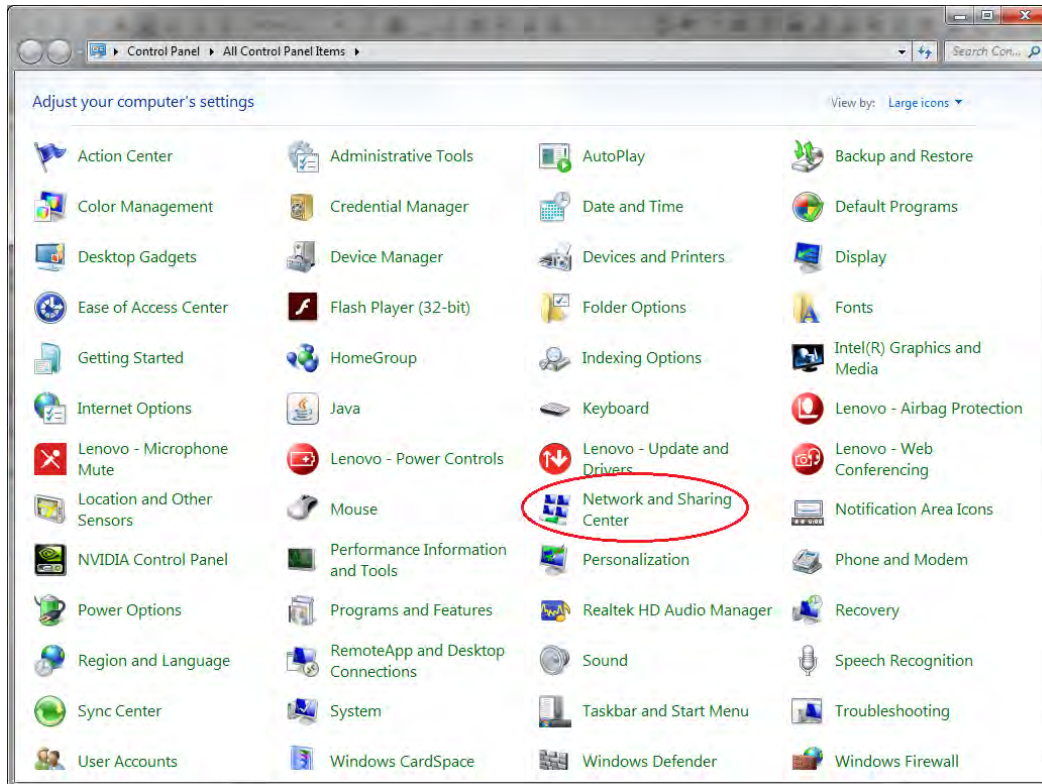 Control Panel ▸ All Control Panel Items ▸
Search Con...
Adjust your computer's settings
View by: Large icons
Action Center
Administrative Tools
AutoPlay
Backup and Restore
Color Management
Credential Manager
Date and Time
Default Programs
Desktop Gadgets
Device Manager
Devices and Printers
Display
Ease of Access Center
Flash Player (32-bit)
Folder Options
Fonts
Getting Started
HomeGroup
Indexing Options
Intel(R) Graphics and
Media
Internet Options
Java
Keyboard
Lenovo - Airbag Protection
Lenovo - Microphone
Mute
Lenovo - Power Controls
Lenovo - Update and
Drivers
Lenovo - Web
Conferencing
Location and Other
Sensors
Mouse
Network and Sharing
Center
Notification Area Icons
NVIDIA Control Panel
Performance Information
and Tools
Personalization
Phone and Modem
Power Options
Programs and Features
Realtek HD Audio Manager
Recovery
Region and Language
RemoteApp and Desktop
Connections
Sound
Speech Recognition
Sync Center
System
Taskbar and Start Menu
Troubleshooting
User Accounts
Windows CardSpace
Windows Defender
Windows Firewall